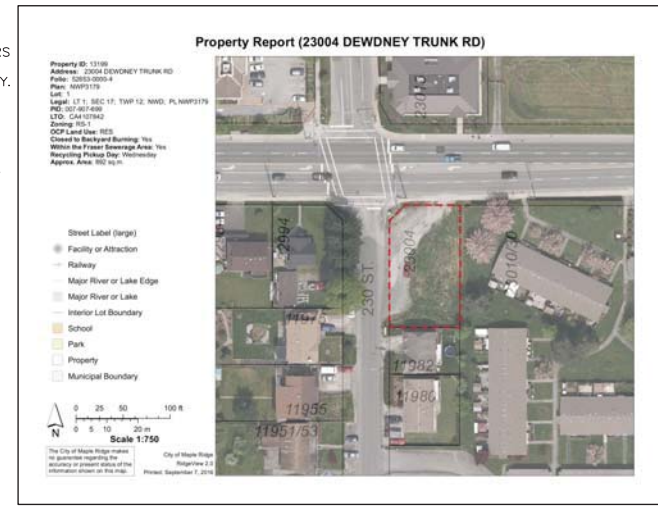 RS
Y.
Property Report (23004 DEWDNEY TRUNK RD)
Property ID: 13199
Address: 23004 DEWDNEY TRUNK RD
Folio: 52653-0000-4
Plan: NWP3179
Lot: 1
Legal: LT 1; SEC 17; TWP 12; NWD; PL NWP3179
PID: 007-907-699
LTO: CA4107942
Zoning: RS-1
OCP Land Use: RES
Closed to Backyard Burning: Yes
Within the Fraser Sewerage Area: Yes
Recycling Pickup Day: Wednesday
Approx. Area: 892 sq.m.
Street Label (large)
Facility or Attraction
Railway
Major River or Lake Edge
Major River or Lake
Interior Lot Boundary
School
Park
Property
Municipal Boundary
0 25 50 100 ft
0 5 10 20 m
N
Scale 1:750
The City of Maple Ridge makes
no guarantee regarding the
accuracy or present status of the
information shown on this map.
City of Maple Ridge
RidgeView 2.0
Printed: September 7, 2016
22994
230 ST.
23004
11982
11980
11955
11951/53